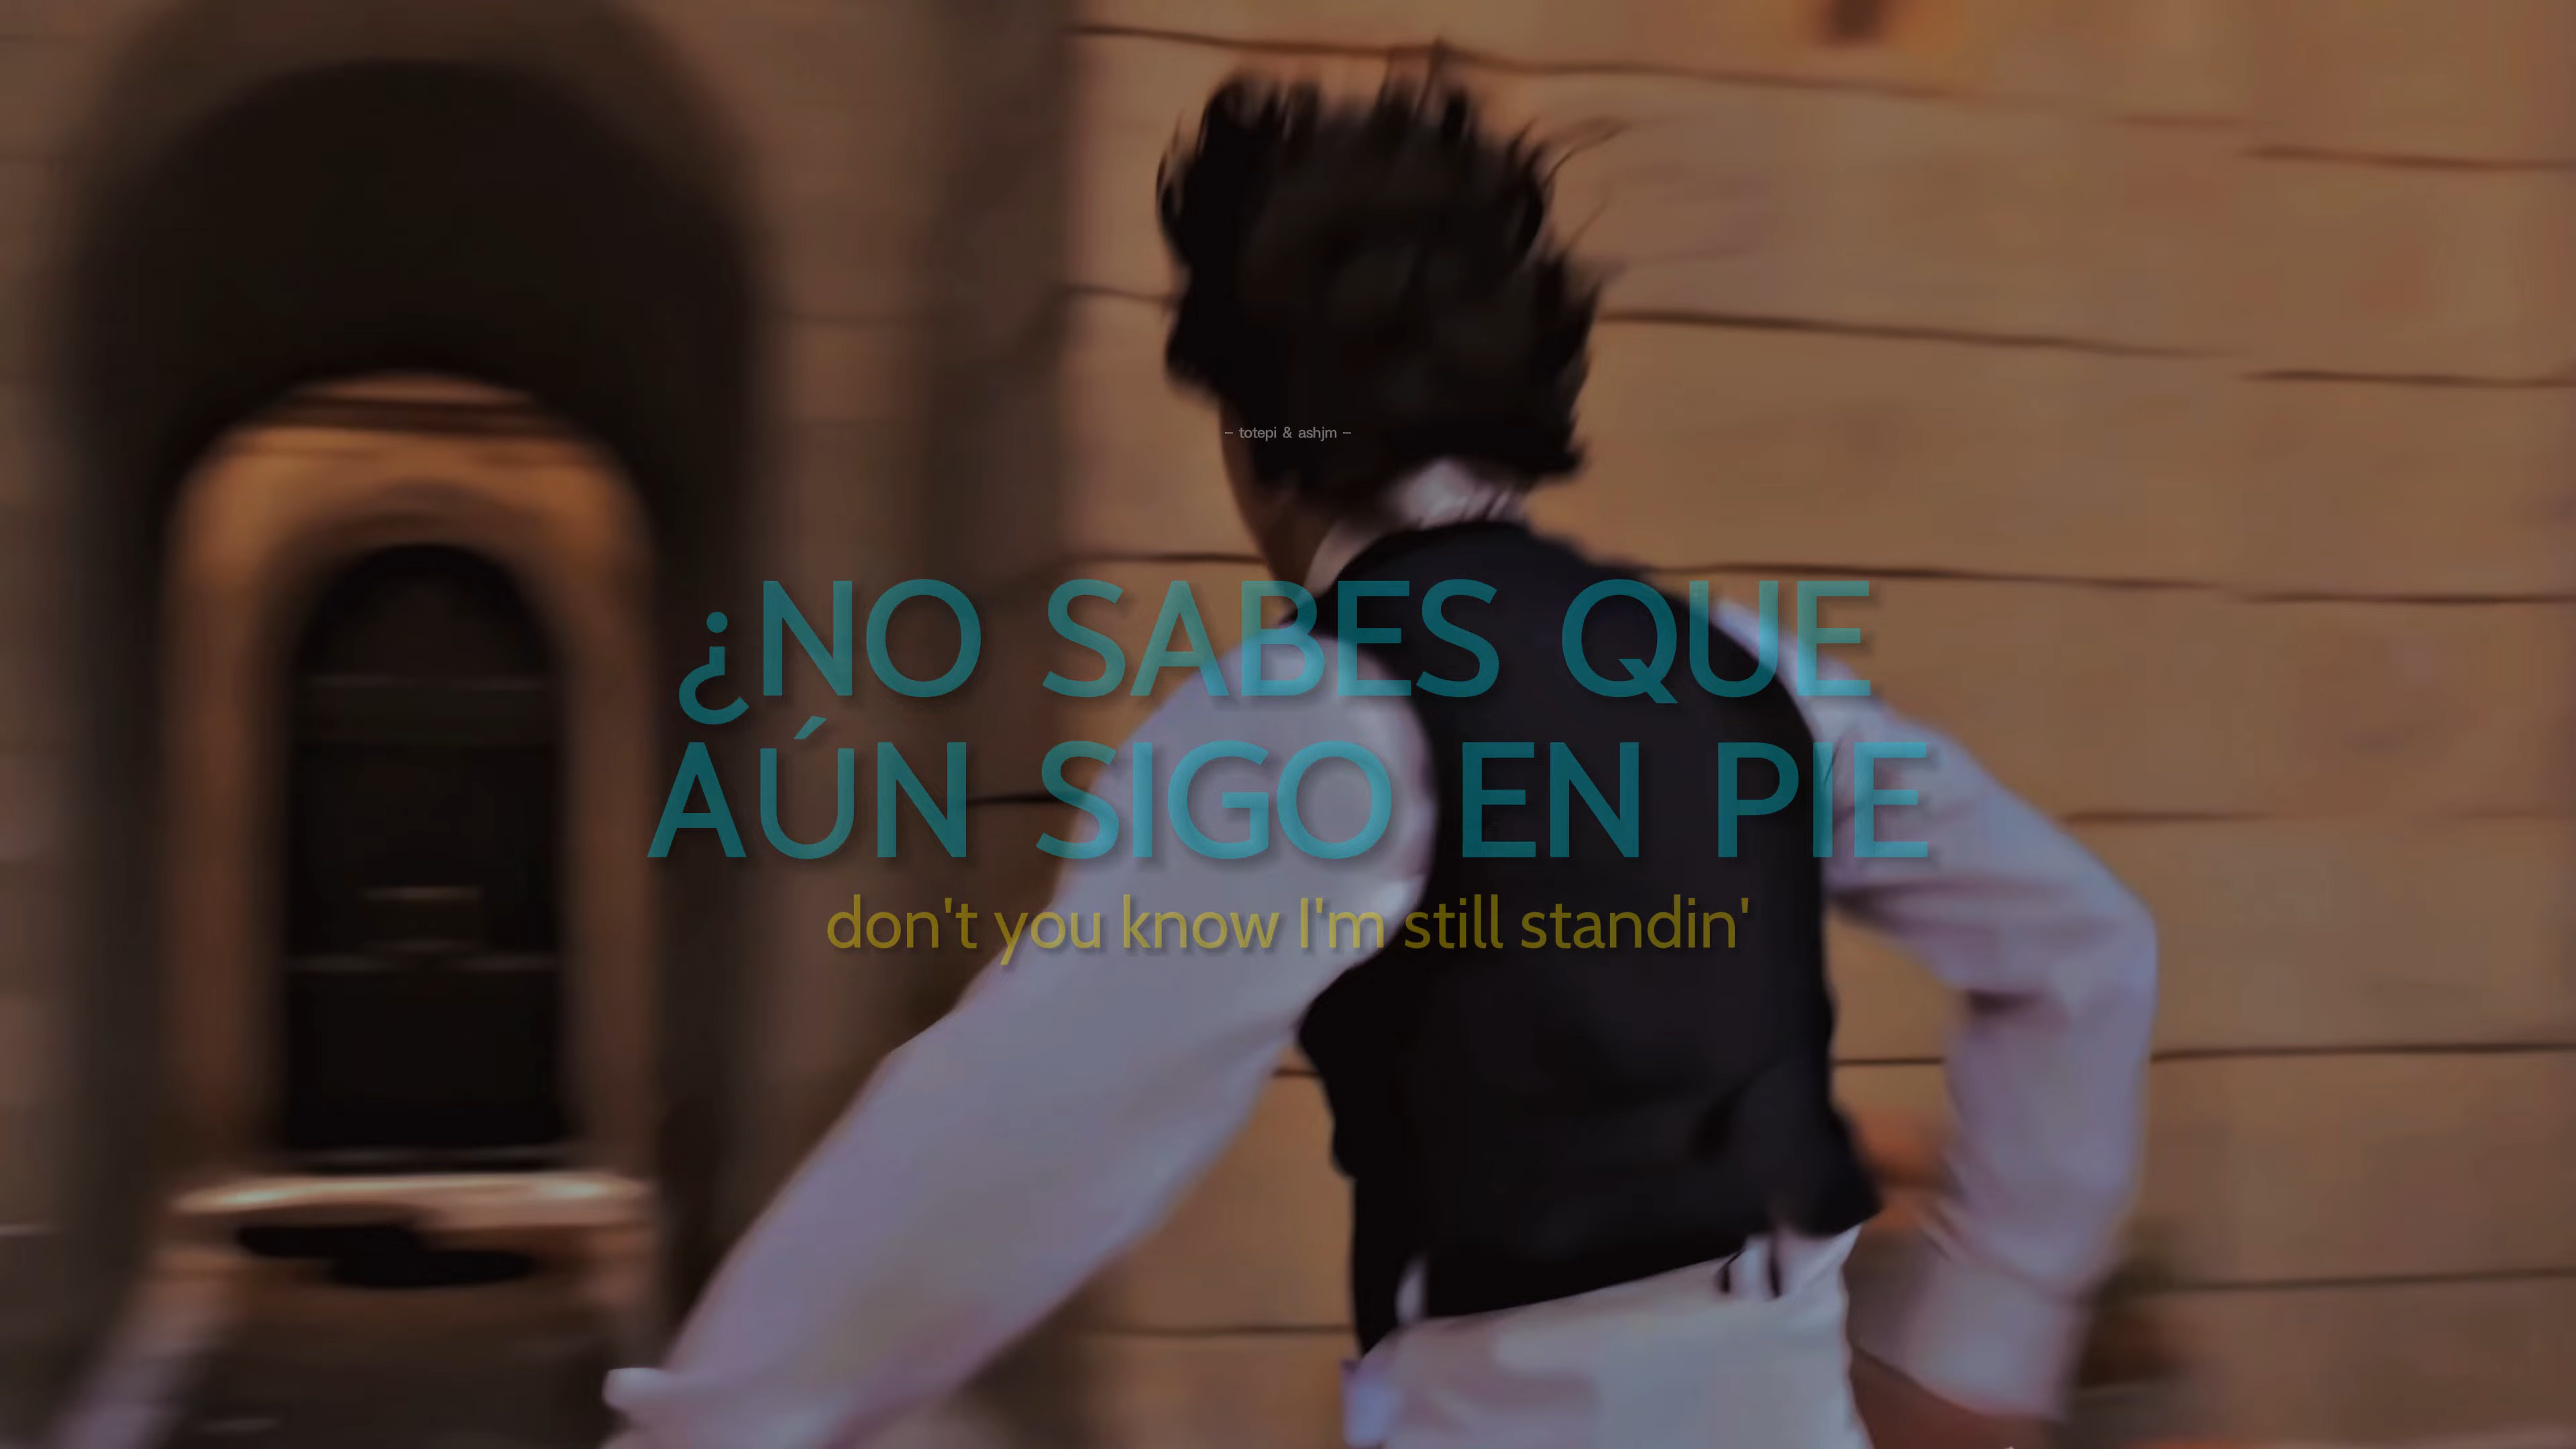 – totepi & ashjm –
¿NO SABES QUE
AÚN SIGO EN PIE
don't you know I'm still standin'